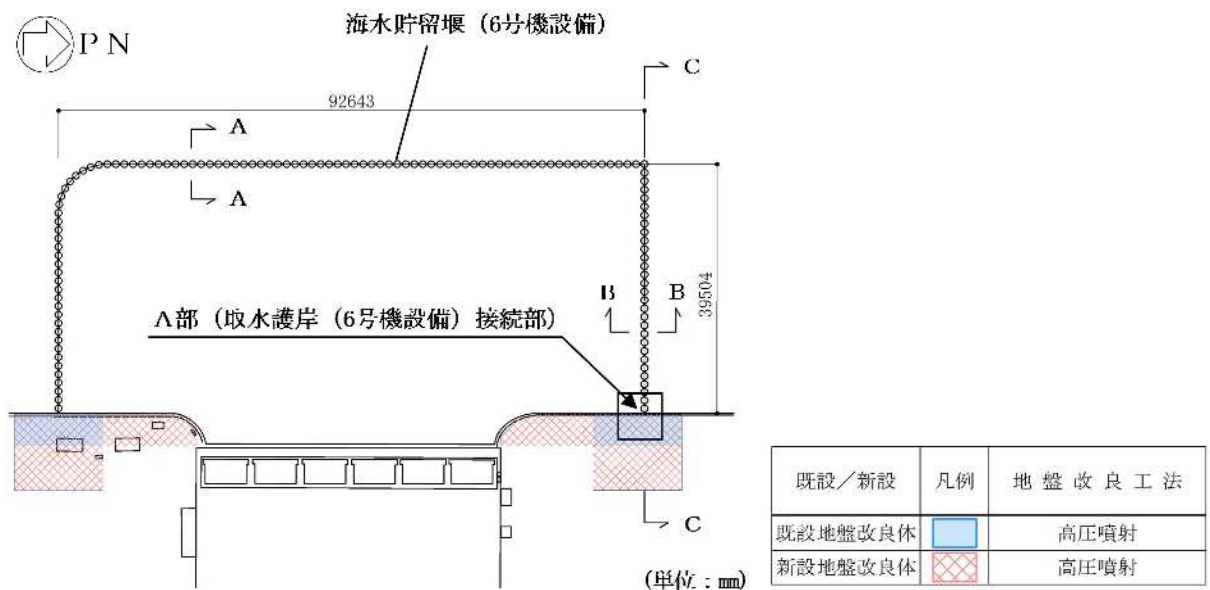 P N
海水貯留堰 (6号機設備)
C
92643
A
A
B
B
39504
A部 (取水護岸 (6号機設備) 接続部)
C
(単位：mm)
既設／新設 凡例 地盤改良工法
既設地盤改良体 高圧噴射
新設地盤改良体 高圧噴射